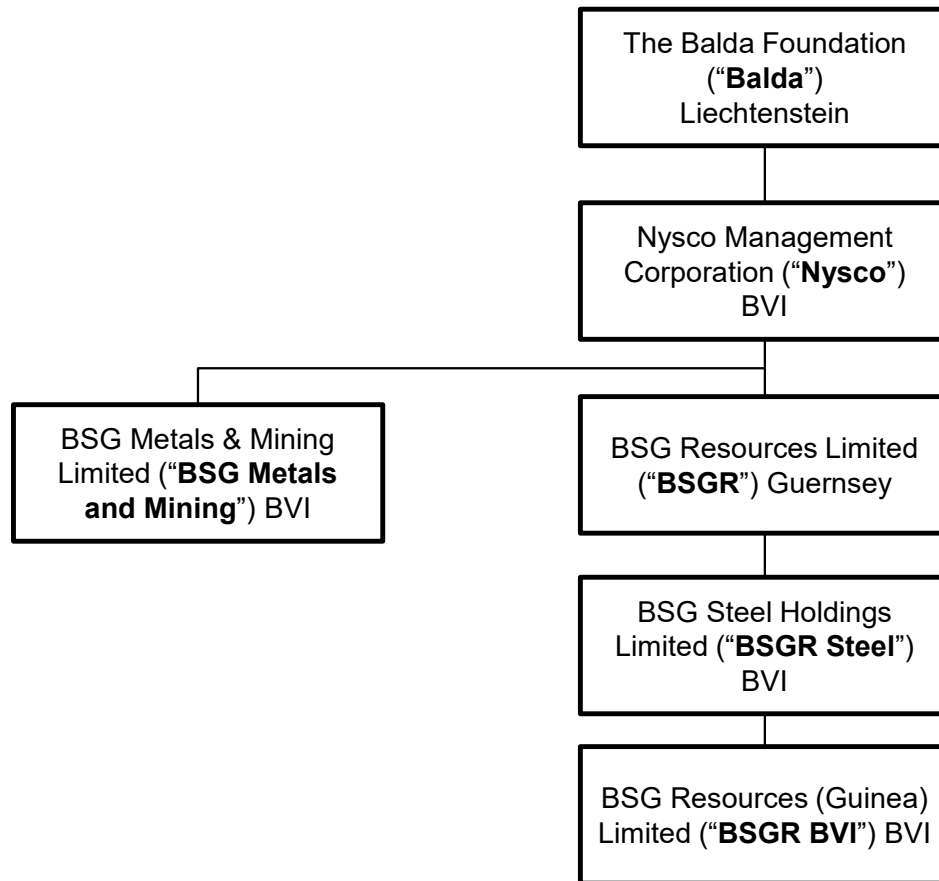 The Balda Foundation
(“Balda”)
Liechtenstein
Nysco Management
Corporation (“Nysco”)
BVI
BSG Metals & Mining
Limited (“BSG Metals
and Mining”) BVI
BSG Resources Limited
(“BSGR”) Guernsey
BSG Steel Holdings
Limited (“BSGR Steel”)
BVI
BSG Resources (Guinea)
Limited (“BSGR BVI”) BVI